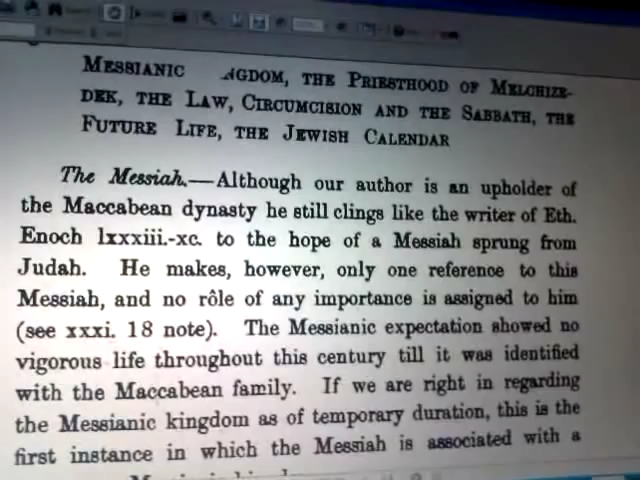 MESSIANIC GDOM, THE PRIESTHOOD OF MELCHIZE-
DEK, THE LAW, CIRCUMCISION AND THE SABBATH, THE
FUTURE LIFE, THE JEWISH CALENDAR
The Messiah.—Although our author is an upholder of
the Maccabean dynasty he still clings like the writer of Eth.
Enoch lxxxiii.-xc. to the hope of a Messiah sprung from
Judah. He makes, however, only one reference to this
Messiah, and no rôle of any importance is assigned to him
(see xxxi. 18 note). The Messianic expectation showed no
vigorous life throughout this century till it was identified
with the Maccabean family. If we are right in regarding
the Messianic kingdom as of temporary duration, this is the
first instance in which the Messiah is associated with a